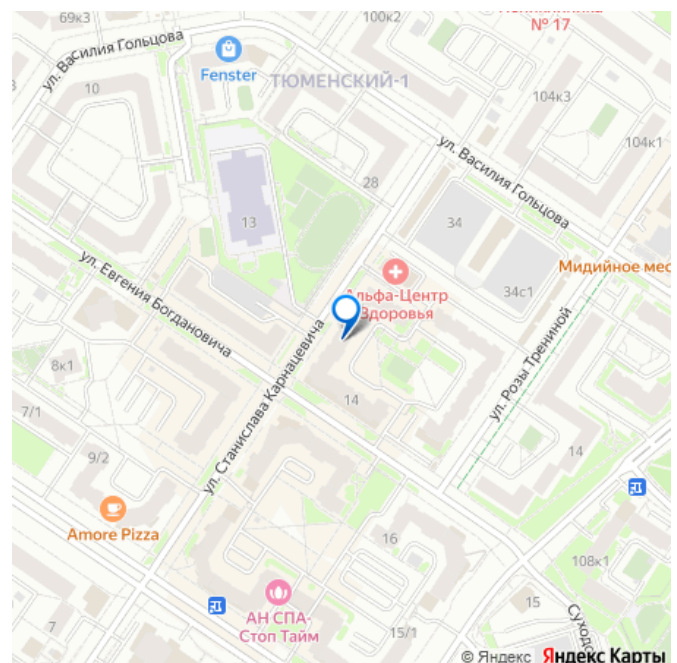 69к3
100к2
№ 17
ул. Василия Гольцова
Fenster
ТЮМЕНСКИЙ-1
10
104к3
104к1
28
ул. Василия Гольцова
13
34
Мидийное мес
ул. Евгения Богдановича
Альфа-Центр
Здоровья
34с1
ул. Станислава Карнацевича
ул. Розы Трениной
8к1
7/1
14
14
9/2
Amore Pizza
16
108к1
АН СПА-
Стоп Тайм
15
Суходо
7
15/1
© Яндекс Яндекс Карты